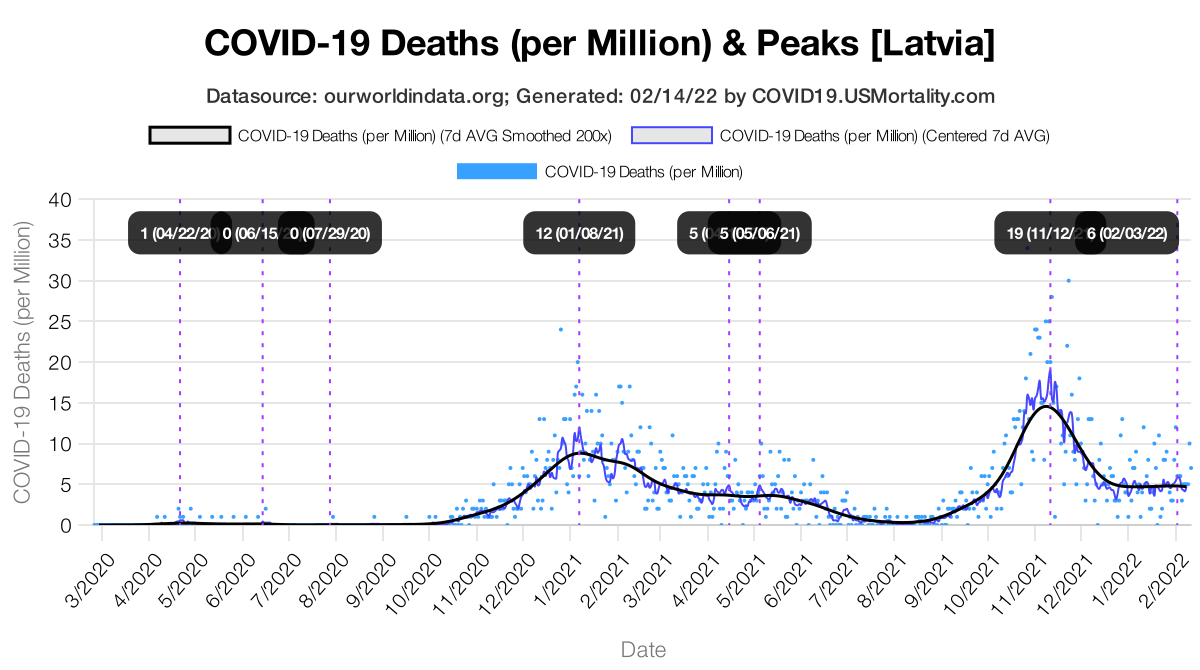 COVID-19 Deaths (per Million) & Peaks [Latvia]
Datasource: ourworldindata.org; Generated: 02/14/22 by COVID19.USMortality.com
COVID-19 Deaths (per Million) (7d AVG Smoothed 200x) COVID-19 Deaths (per Million) (Centered 7d AVG)
COVID-19 Deaths (per Million)
40
35
30
25
20
15
10
5
0
COVID-19 Deaths (per Million)
1 (04/22/20) 0 (06/15/20) 0 (07/29/20) 12 (01/08/21) 5 5 (05/06/21) 19 (11/12/21) 6 (02/03/22)
3/2020 4/2020 5/2020 6/2020 7/2020 8/2020 9/2020 10/2020 11/2020 12/2020 1/2021 2/2021 3/2021 4/2021 5/2021 6/2021 7/2021 8/2021 9/2021 10/2021 11/2021 12/2021 1/2022 2/2022
Date